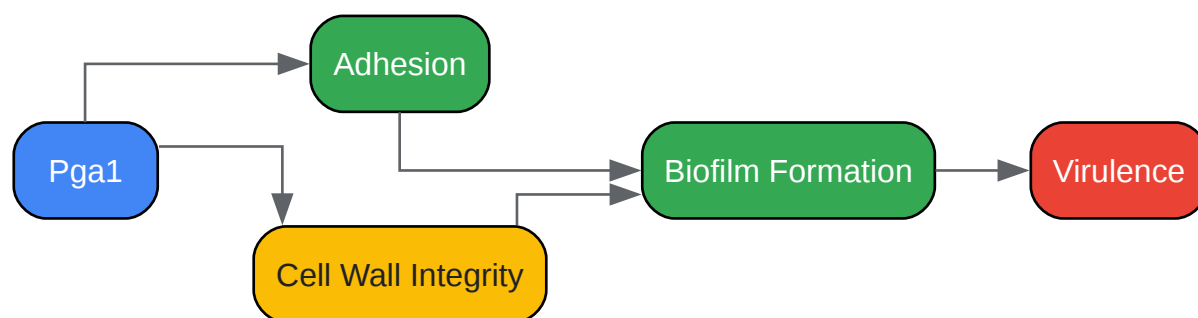 Adhesion
Pga1
Biofilm Formation
Virulence
Cell Wall Integrity